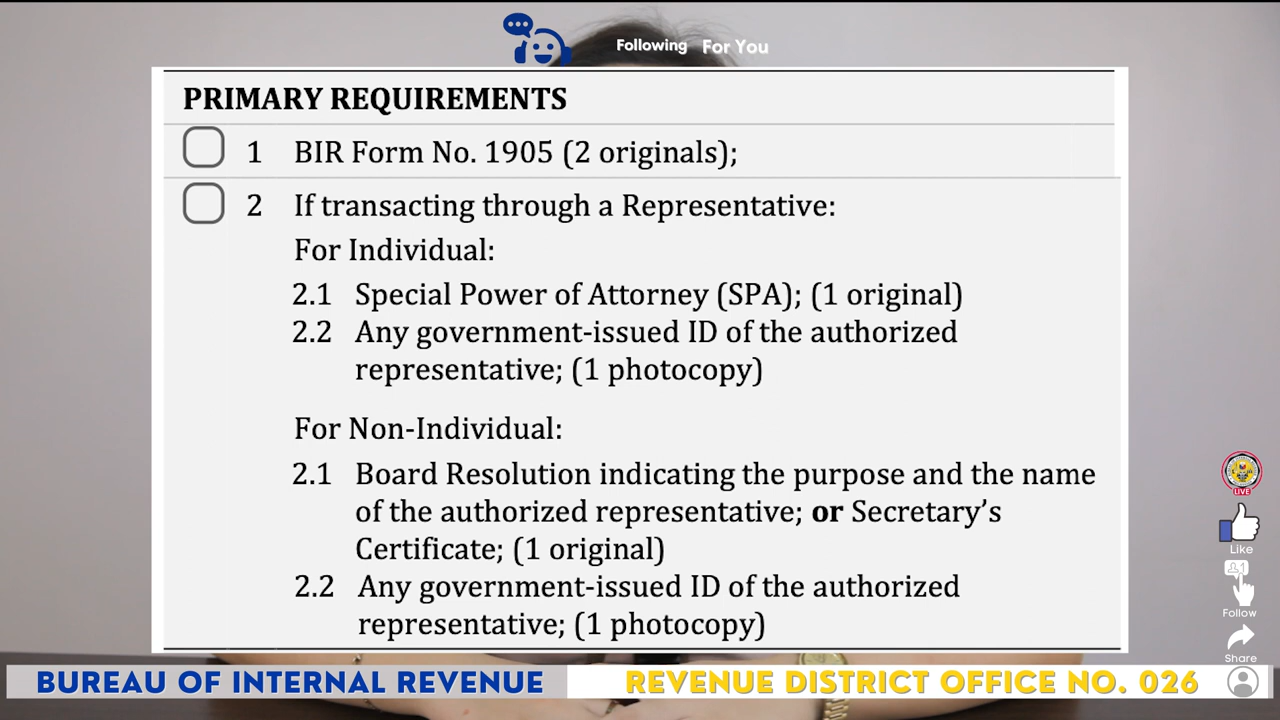 Following For You
PRIMARY REQUIREMENTS
1 BIR Form No. 1905 (2 originals);
2 If transacting through a Representative:
For Individual:
2.1 Special Power of Attorney (SPA); (1 original)
2.2 Any government-issued ID of the authorized
representative; (1 photocopy)
For Non-Individual:
2.1 Board Resolution indicating the purpose and the name
of the authorized representative; or Secretary’s
Certificate; (1 original)
2.2 Any government-issued ID of the authorized
representative; (1 photocopy)
LIVE
Like
Follow
Share
BUREAU OF INTERNAL REVENUE
REVENUE DISTRICT OFFICE NO. 026